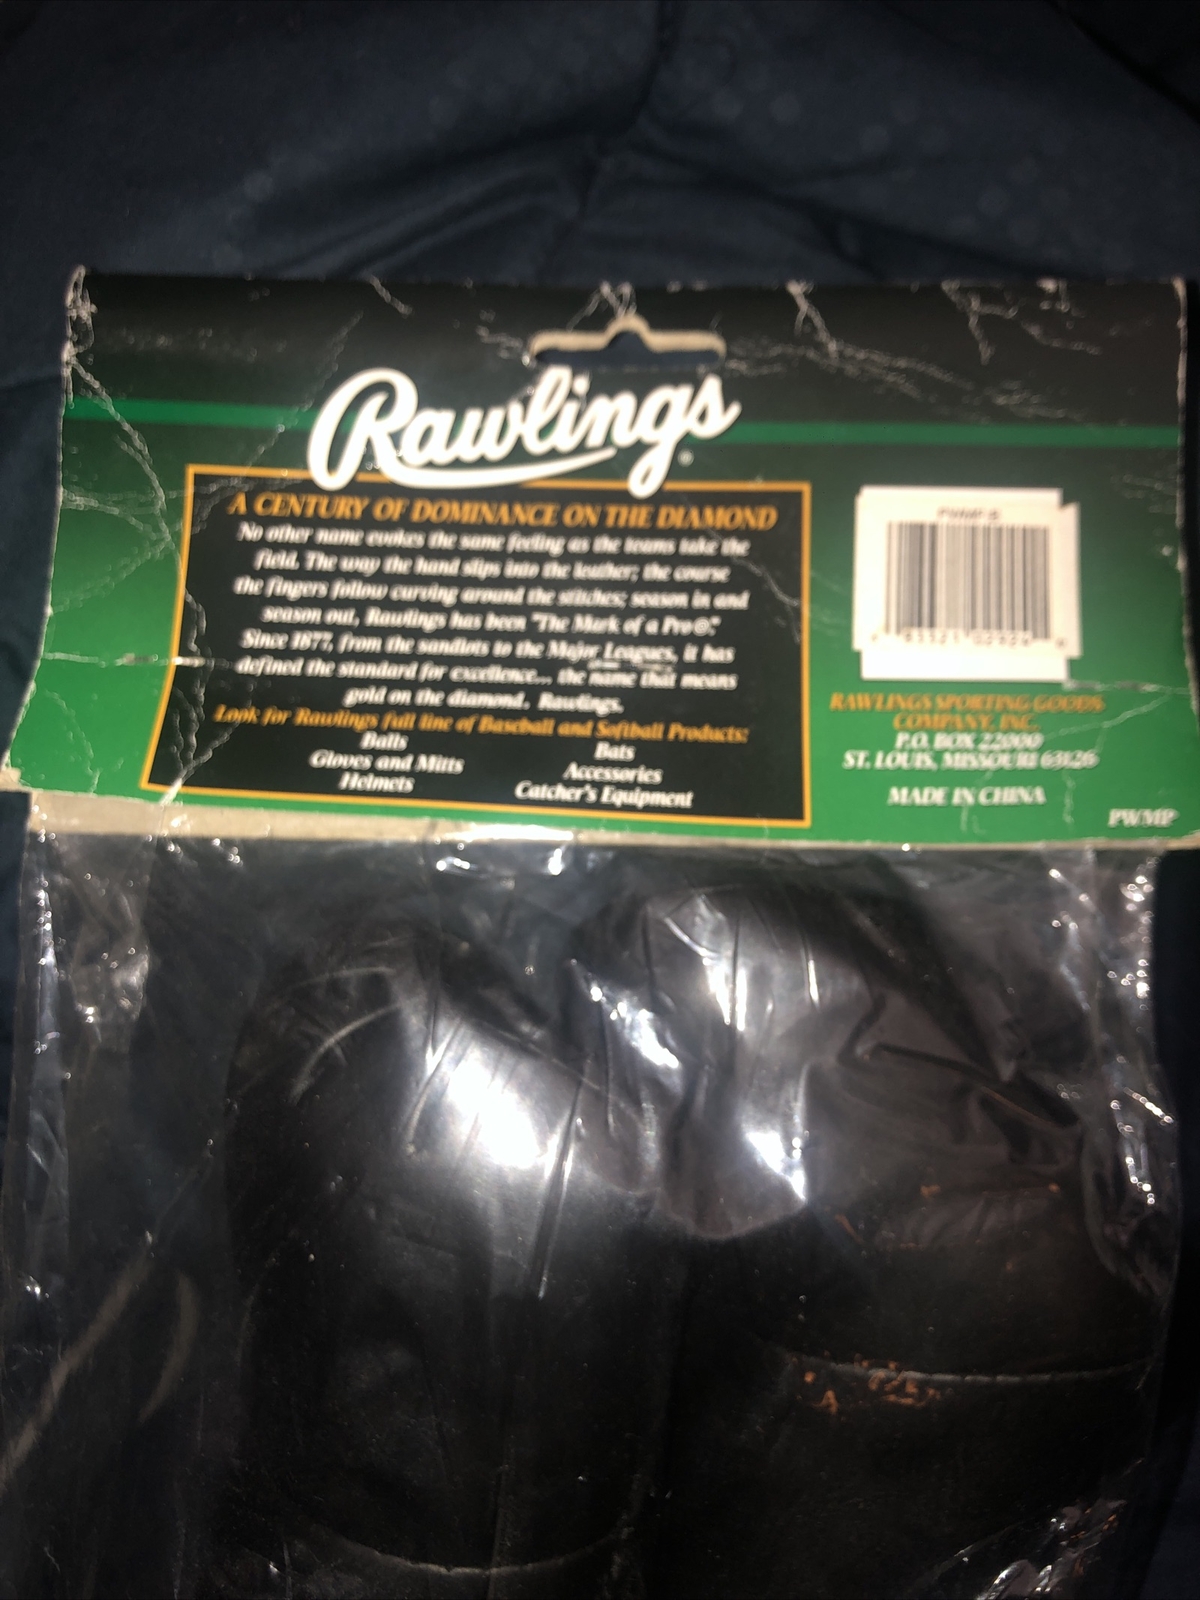 Rawlings®
A CENTURY OF DOMINANCE ON THE DIAMOND
No other name evokes the same feeling as the teams take the
field. The way the hand slips into the leather; the course
the fingers follow curving around the stitches; season in and
season out, Rawlings has been "The Mark of a Pro®."
Since 1877, from the sandlots to the Major Leagues, it has
defined the standard for excellence... the name that means
gold on the diamond. Rawlings.
Look for Rawlings full line of Baseball and Softball Products:
Balls
Gloves and Mitts
Helmets
Bats
Accessories
Catcher's Equipment
RAWLINGS SPORTING GOODS
COMPANY, INC.
P.O. BOX 22000
ST. LOUIS, MISSOURI 63126
MADE IN CHINA
PWMP